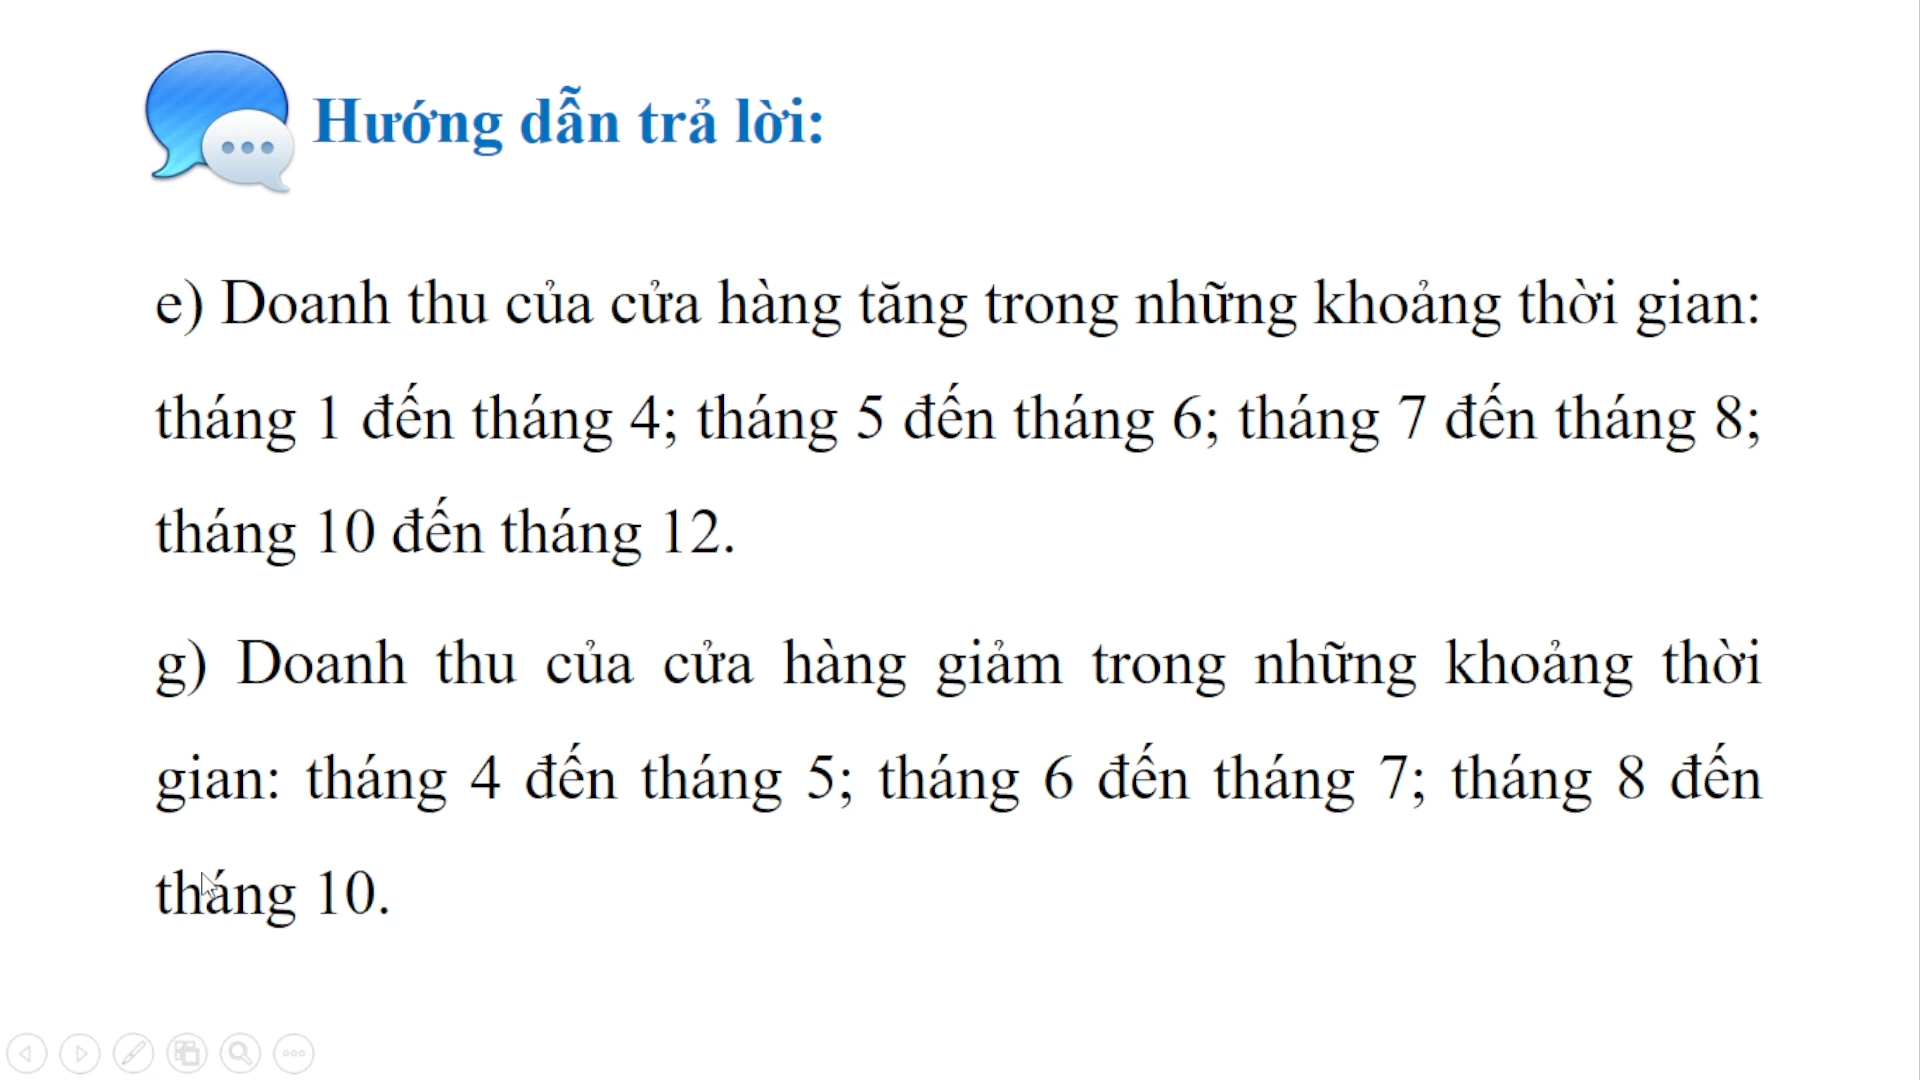 Hướng dẫn trả lời:
e) Doanh thu của cửa hàng tăng trong những khoảng thời gian:
tháng 1 đến tháng 4; tháng 5 đến tháng 6; tháng 7 đến tháng 8;
tháng 10 đến tháng 12.
g) Doanh thu của cửa hàng giảm trong những khoảng thời
gian: tháng 4 đến tháng 5; tháng 6 đến tháng 7; tháng 8 đến
tháng 10.